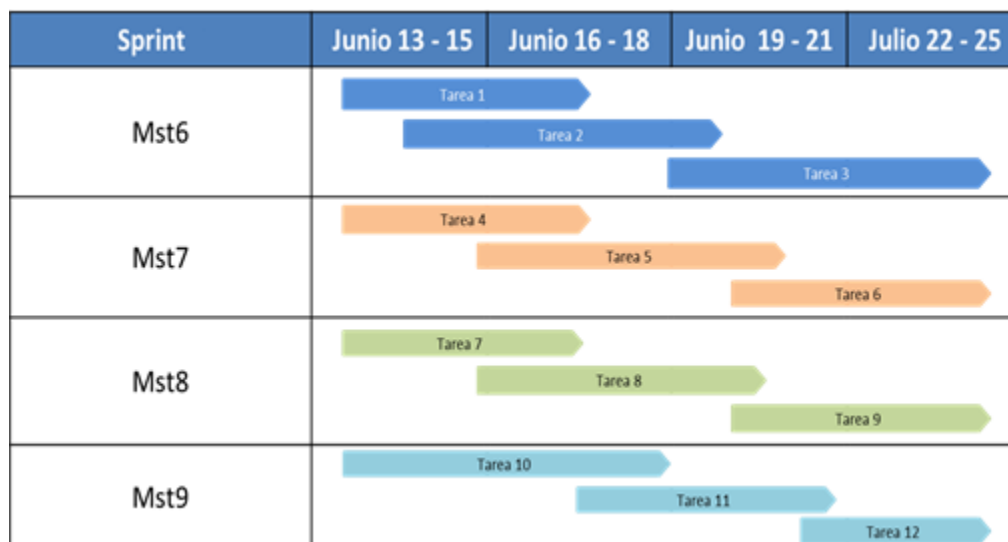 Sprint Junio 13 - 15 Junio 16 - 18 Junio 19 - 21 Julio 22 - 25
Mst6
Tarea 1
Tarea 2
Tarea 3
Mst7
Tarea 4
Tarea 5
Tarea 6
Mst8
Tarea 7
Tarea 8
Tarea 9
Mst9
Tarea 10
Tarea 11
Tarea 12